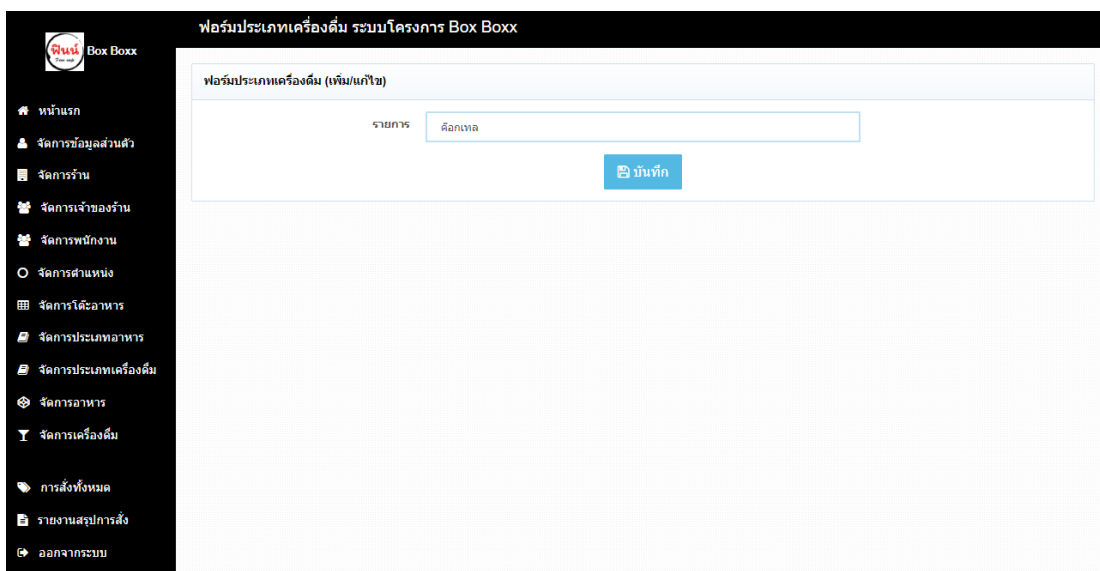 ฟอร์มประเภทเครื่องดื่ม ระบบโครงการ Box Boxx
ฟินน์ Box Boxx
ฟอร์มประเภทเครื่องดื่ม (เพิ่ม/แก้ไข)
รายการ ค๊อกเทล
บันทึก
หน้าแรก
จัดการข้อมูลส่วนตัว
จัดการร้าน
จัดการเจ้าของร้าน
จัดการพนักงาน
จัดการตำแหน่ง
จัดการโต๊ะอาหาร
จัดการประเภทอาหาร
จัดการประเภทเครื่องดื่ม
จัดการอาหาร
จัดการเครื่องดื่ม
การสั่งทั้งหมด
รายงานสรุปการสั่ง
ออกจากระบบ